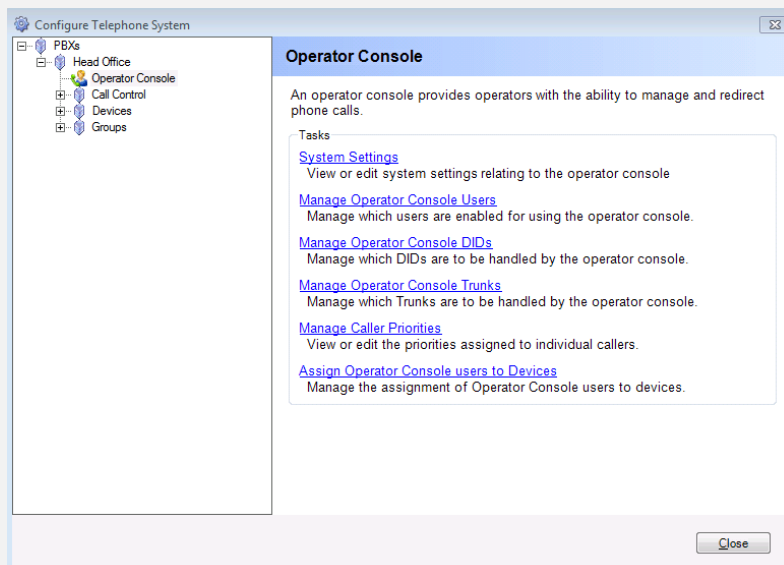 Configure Telephone System
PBXs
Head Office
Operator Console
Call Control
Devices
Groups
Operator Console
An operator console provides operators with the ability to manage and redirect
phone calls.
Tasks
System Settings
View or edit system settings relating to the operator console
Manage Operator Console Users
Manage which users are enabled for using the operator console.
Manage Operator Console DIDs
Manage which DIDs are to be handled by the operator console.
Manage Operator Console Trunks
Manage which Trunks are to be handled by the operator console.
Manage Caller Priorities
View or edit the priorities assigned to individual callers.
Assign Operator Console users to Devices
Manage the assignment of Operator Console users to devices.
Close